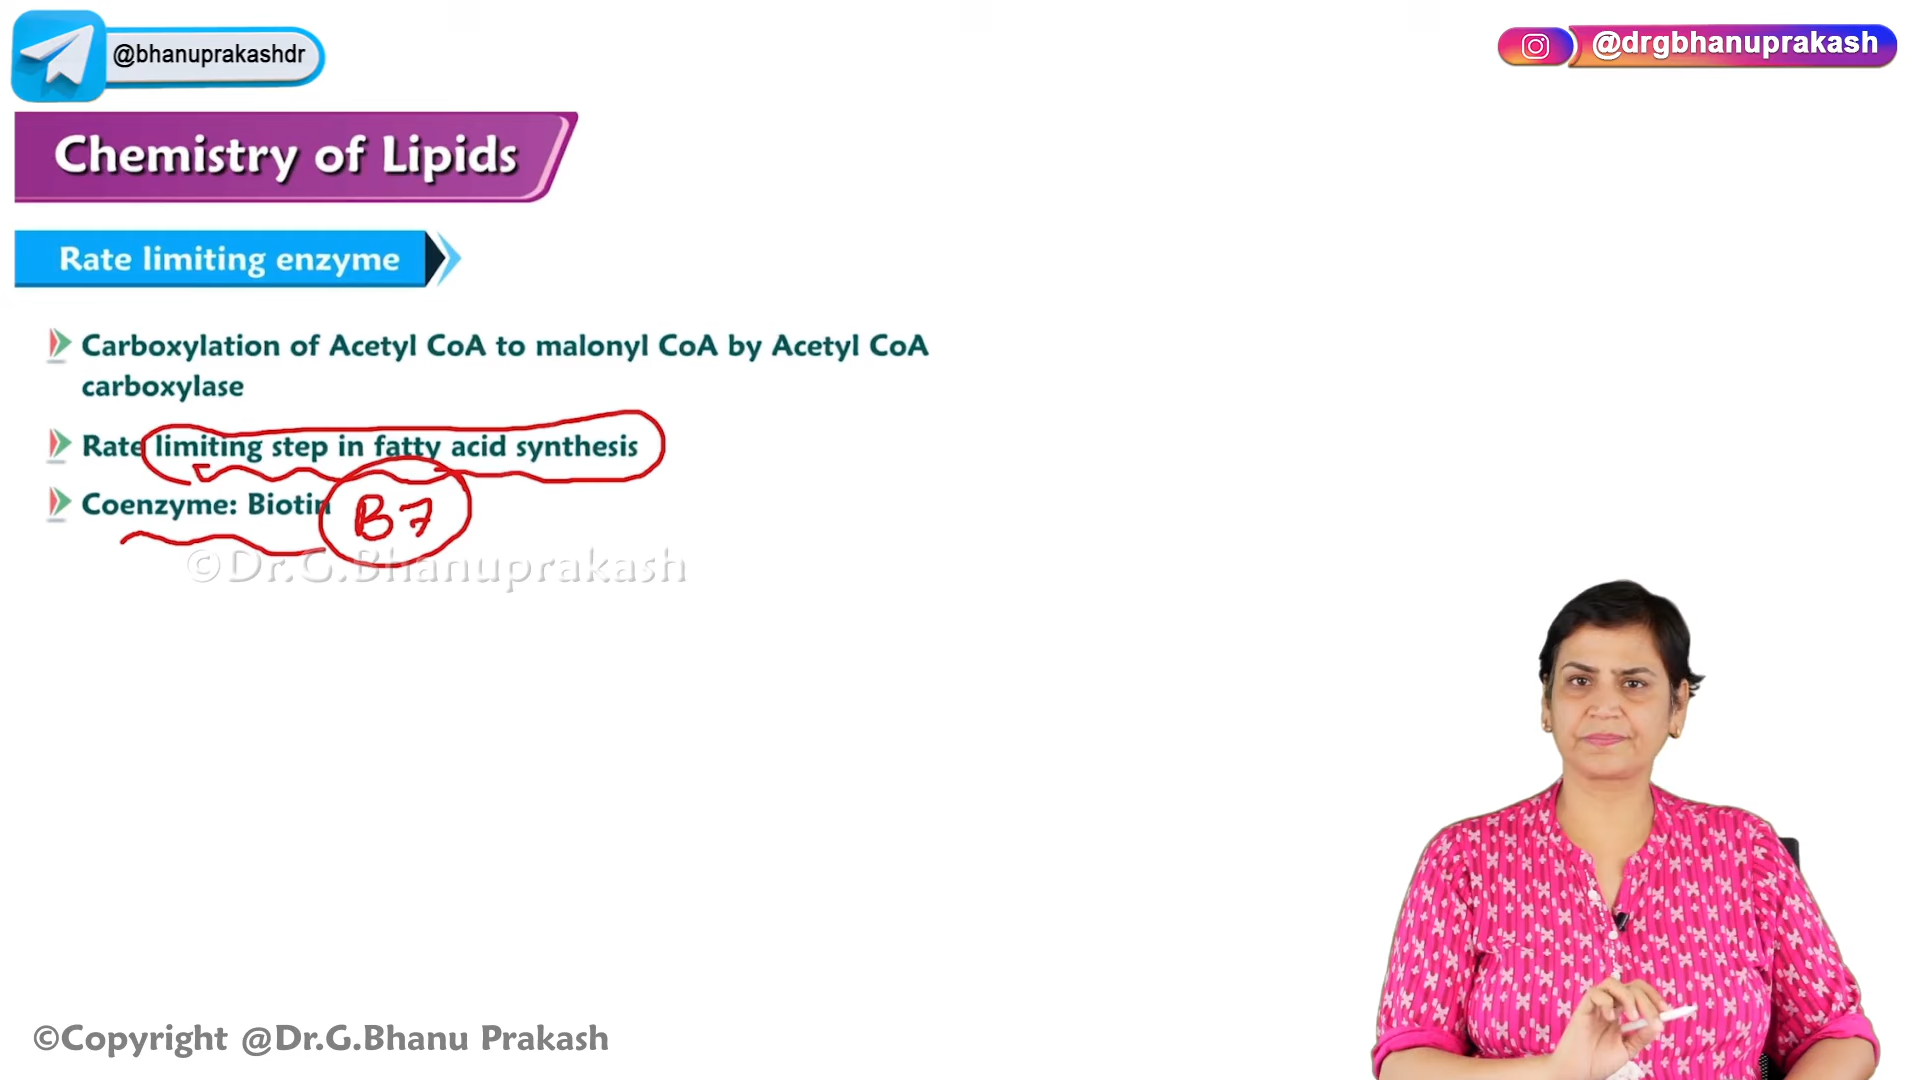 @bhanuprakashdr
@drgbhanuprakash
Chemistry of Lipids
Rate limiting enzyme
Carboxylation of Acetyl CoA to malonyl CoA by Acetyl CoA
carboxylase
Rate limiting step in fatty acid synthesis
Coenzyme: Biotin B7
©Dr.G.Bhanuprakash
©Copyright @Dr.G.Bhanu Prakash